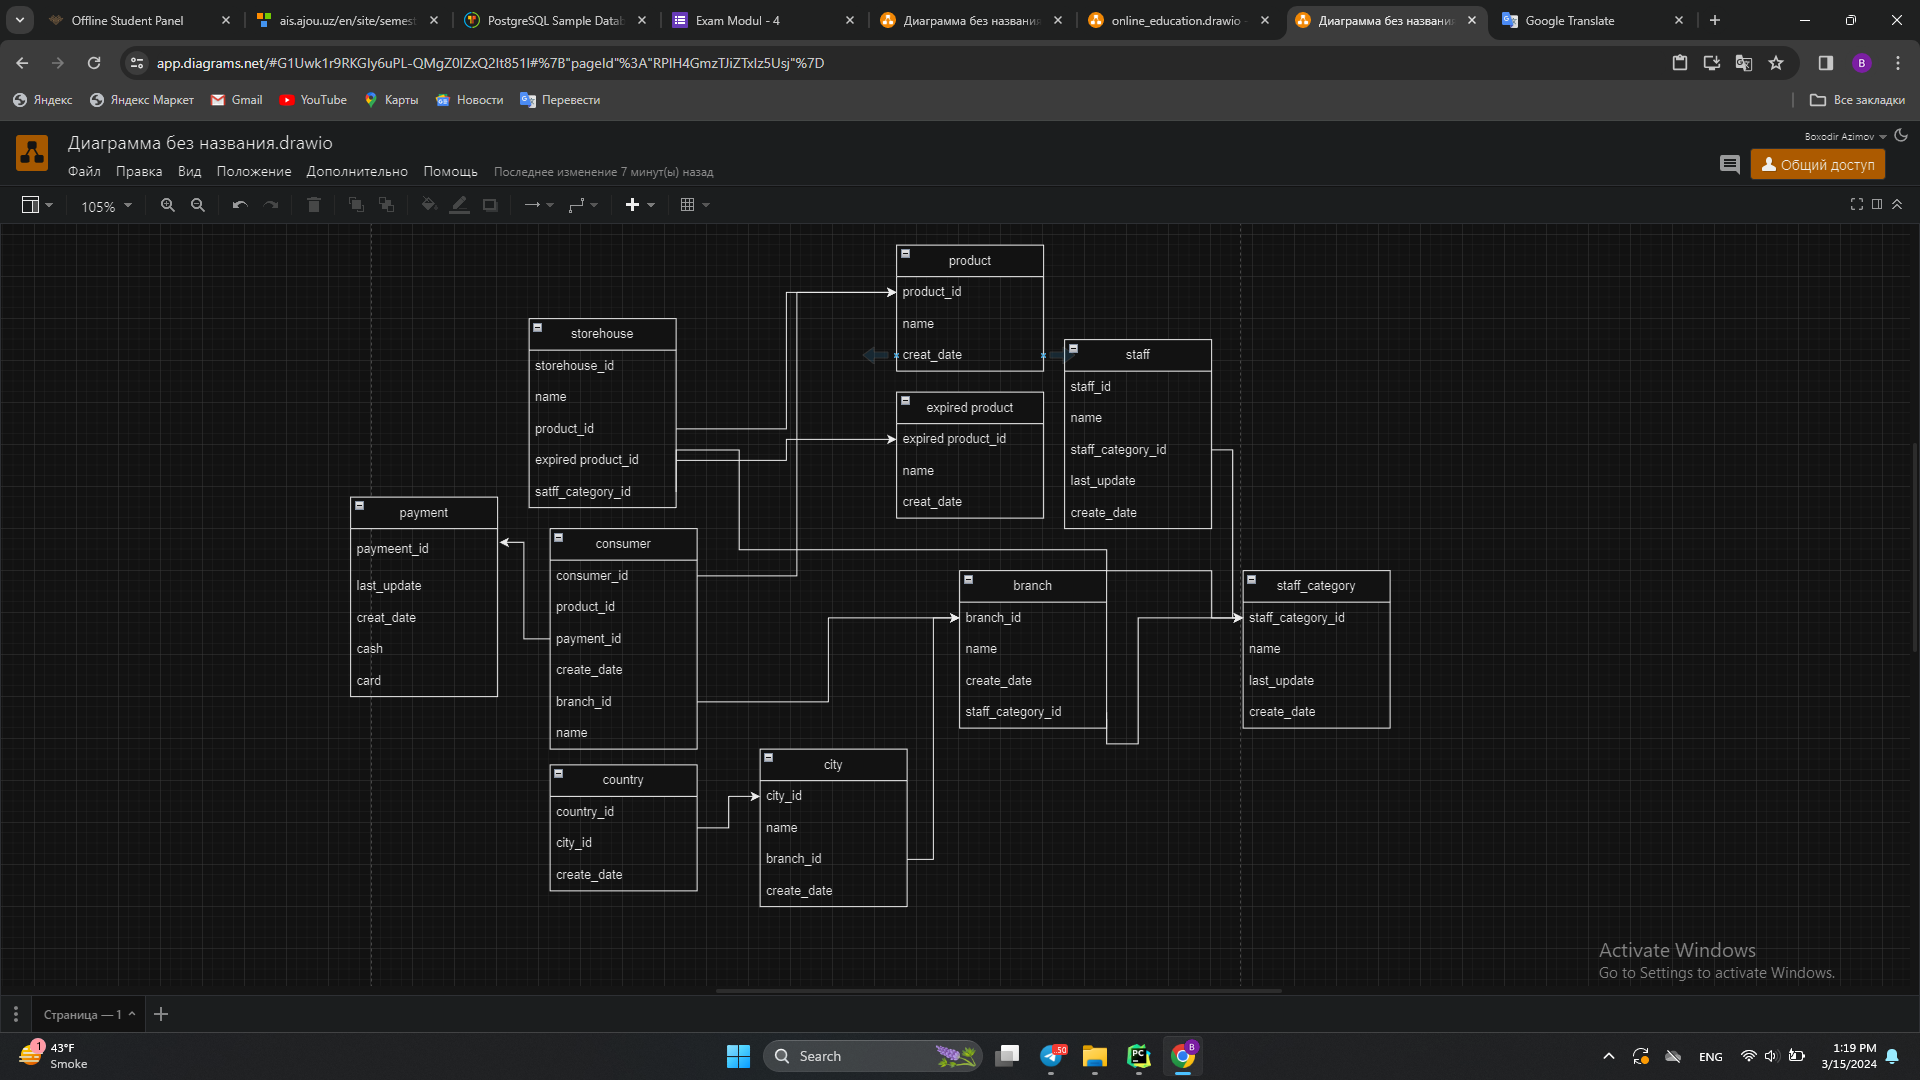 Offline Student Panel
ais.ajou.uz/en/site/semest
PostgreSQL Sample Datab
Exam Modul - 4
Диаграмма без названия
online_education.drawio -
Диаграмма без названия
Google Translate
app.diagrams.net/#G1Uwk1r9RKGly6uPL-QMgZ0lZxQ2lt851l#%7B"pageId"%3A"RPlH4GmzTJiZTxlz5Usj"%7D
Яндекс
Яндекс Маркет
Gmail
YouTube
Карты
Новости
Перевести
Все закладки
Диаграмма без названия.drawio
Boxodir Azimov
Файл
Правка
Вид
Положение
Дополнительно
Помощь
Последнее изменение 7 минут(ы) назад
Общий доступ
105%
product
product_id
name
creat_date
storehouse
storehouse_id
name
product_id
expired product_id
satff_category_id
staff
staff_id
name
staff_category_id
last_update
create_date
expired product
expired product_id
name
creat_date
payment
paymeent_id
last_update
creat_date
cash
card
consumer
consumer_id
product_id
payment_id
create_date
branch_id
name
branch
branch_id
name
create_date
staff_category_id
staff_category
staff_category_id
name
last_update
create_date
country
country_id
city_id
create_date
city
city_id
name
branch_id
create_date
Activate Windows
Go to Settings to activate Windows.
Страница — 1
1
43°F
Smoke
Search
50
PC
B
ENG
1:19 PM
3/15/2024